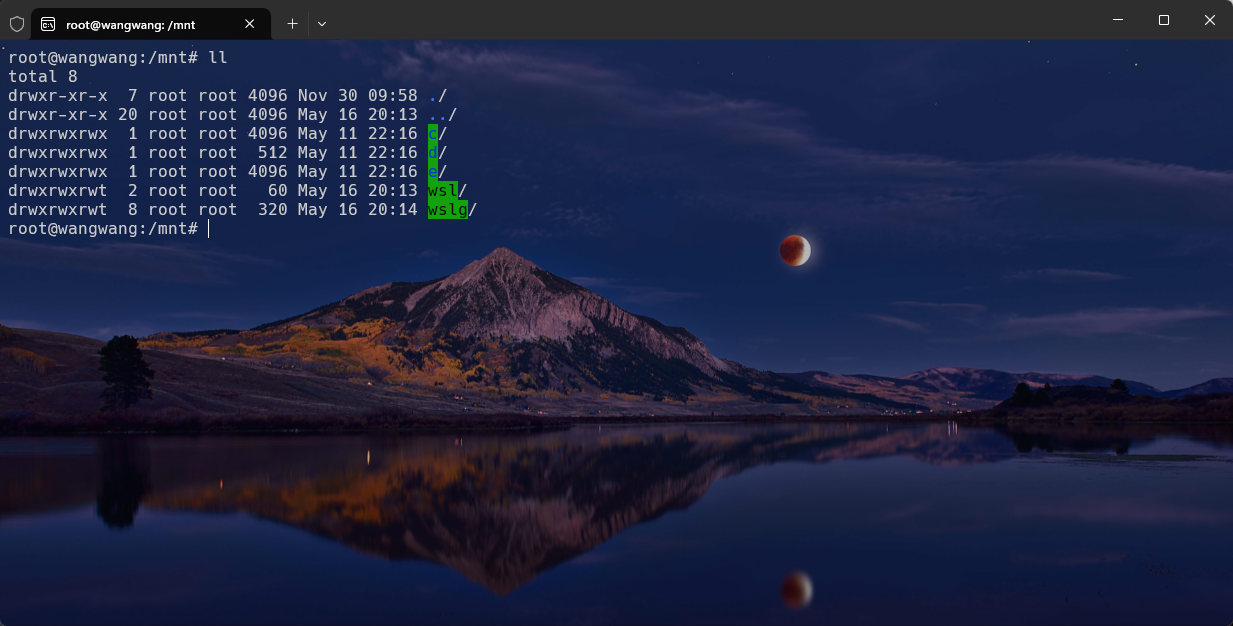 root@wangwang: /mnt
root@wangwang:/mnt# ll
total 8
drwxr-xr-x  7 root root 4096 Nov 30 09:58 ./
drwxr-xr-x 20 root root 4096 May 16 20:13 ../
drwxrwxrwx  1 root root 4096 May 11 22:16 c/
drwxrwxrwx  1 root root  512 May 11 22:16 d/
drwxrwxrwx  1 root root 4096 May 11 22:16 e/
drwxrwxrwt  2 root root   60 May 16 20:13 wsl/
drwxrwxrwt  8 root root  320 May 16 20:14 wslg/
root@wangwang:/mnt#